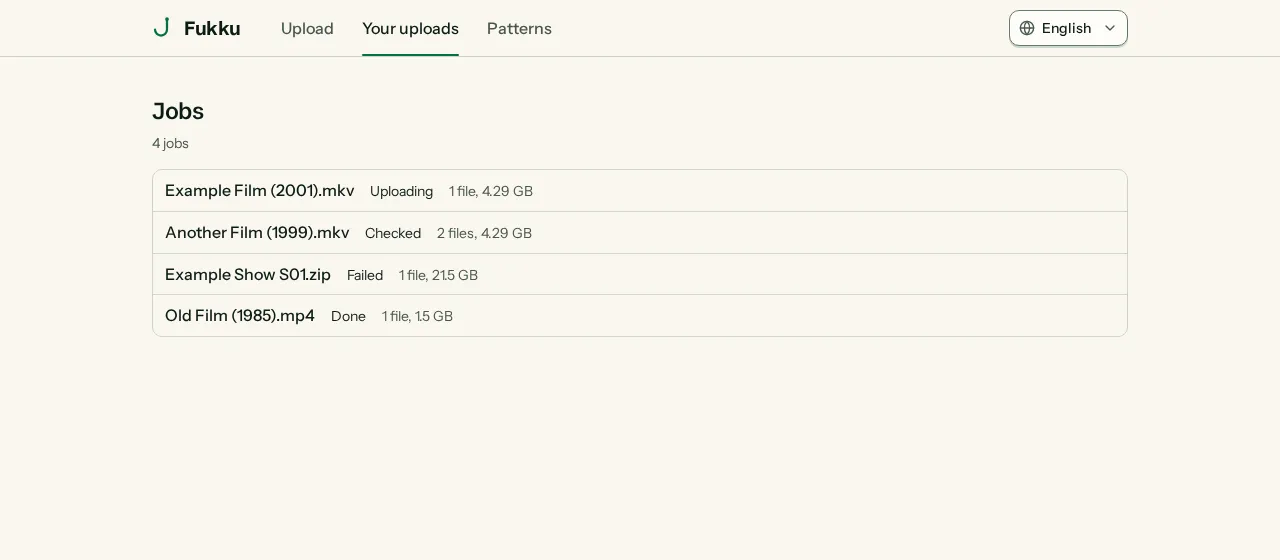 Fukku Upload Your uploads Patterns English
Jobs
4 jobs
Example Film (2001).mkv Uploading 1 file, 4.29 GB
Another Film (1999).mkv Checked 2 files, 4.29 GB
Example Show S01.zip Failed 1 file, 21.5 GB
Old Film (1985).mp4 Done 1 file, 1.5 GB